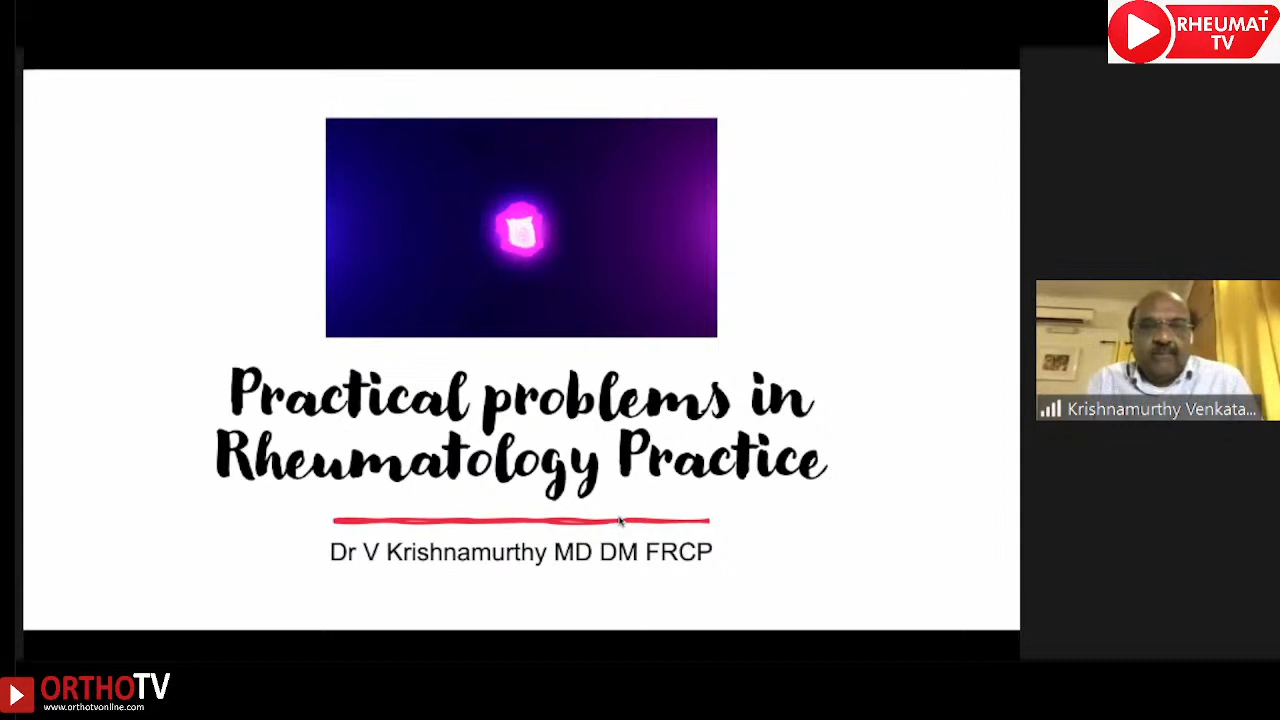 RHEUMAT
TV
Practical problems in
Rheumatology Practice
Dr V Krishnamurthy MD DM FRCP
Krishnamurthy Venkata...
ORTHOTV
www.orthotvonline.com